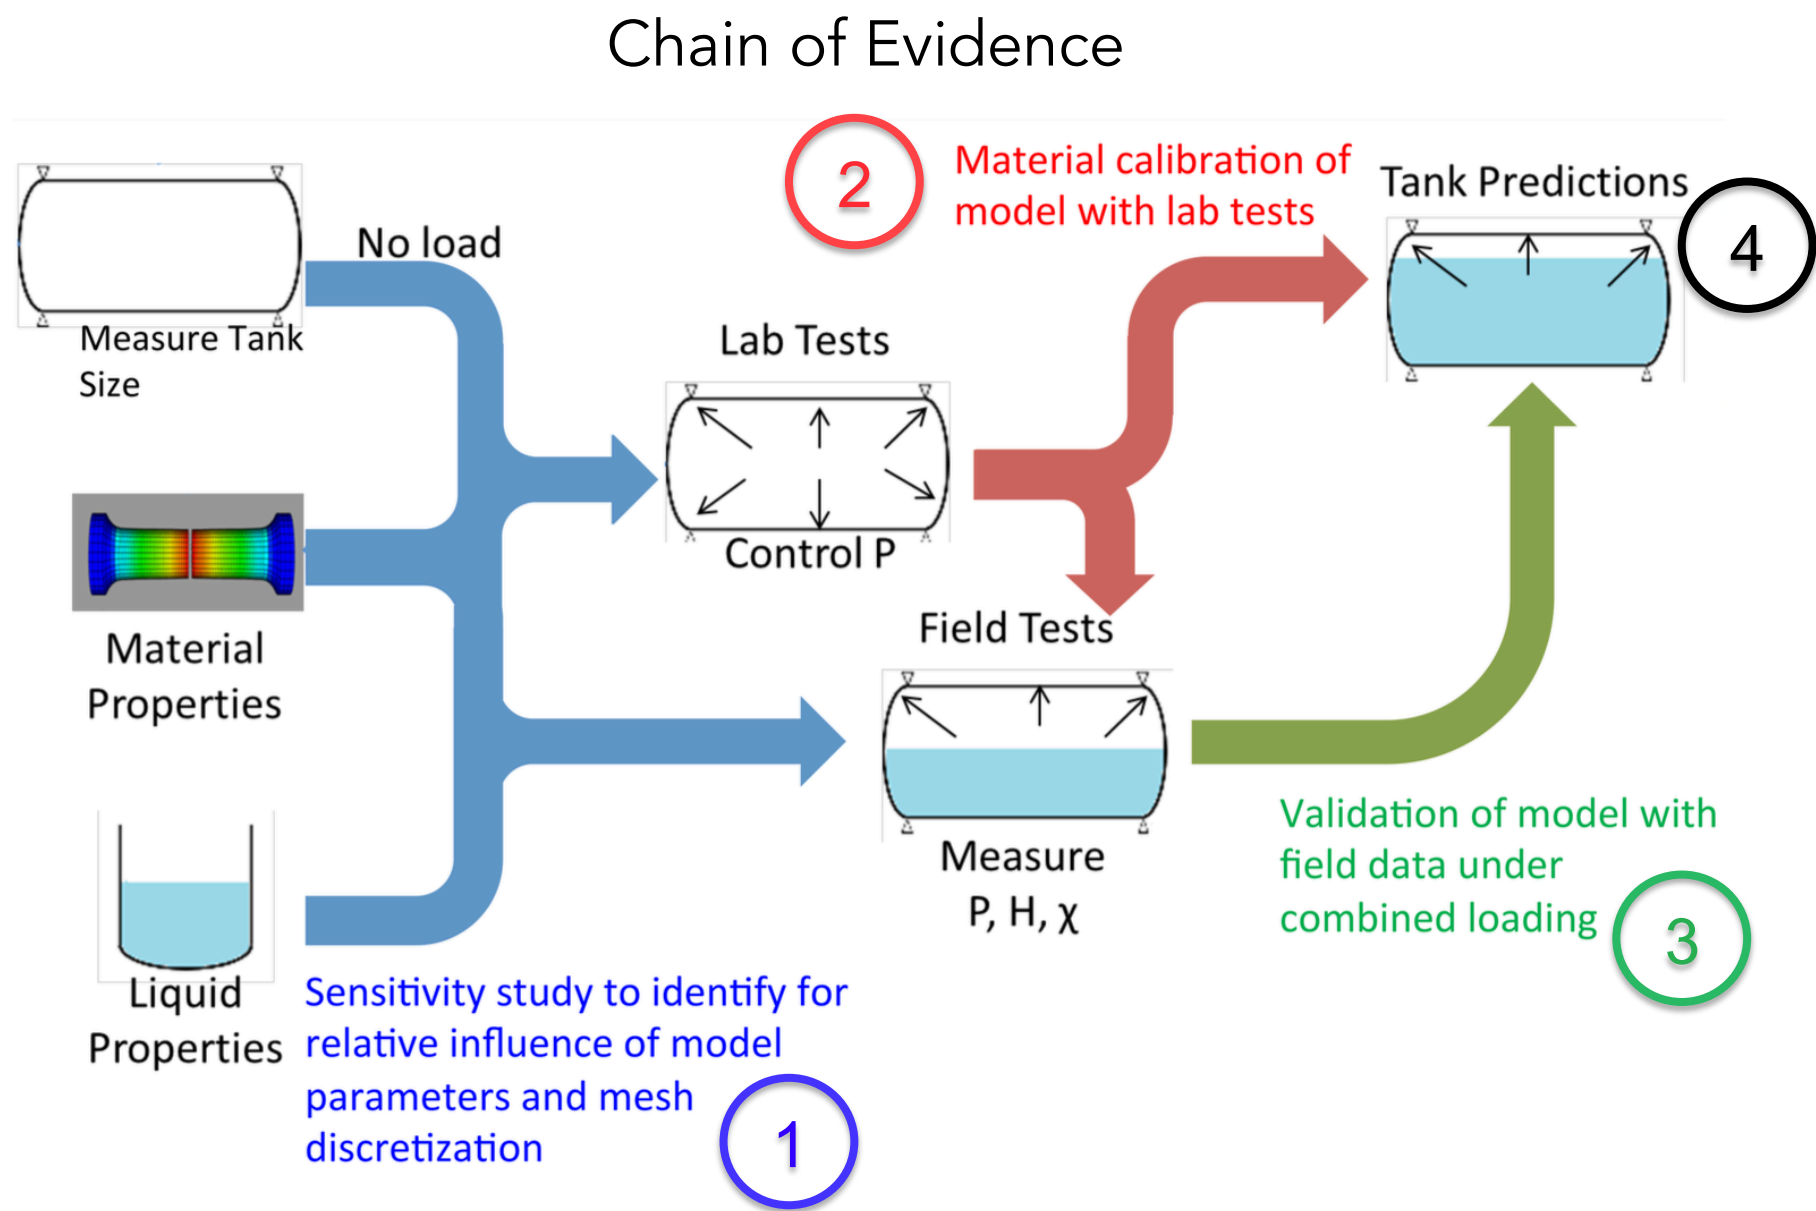 Chain of Evidence
2
Material calibration of
model with lab tests
Tank Predictions
4
No load
Measure Tank
Size
Lab Tests
Control P
Material
Properties
Field Tests
Measure
P, H, χ
Validation of model with
field data under
combined loading
3
Liquid
Properties
Sensitivity study to identify for
relative influence of model
parameters and mesh
discretization
1